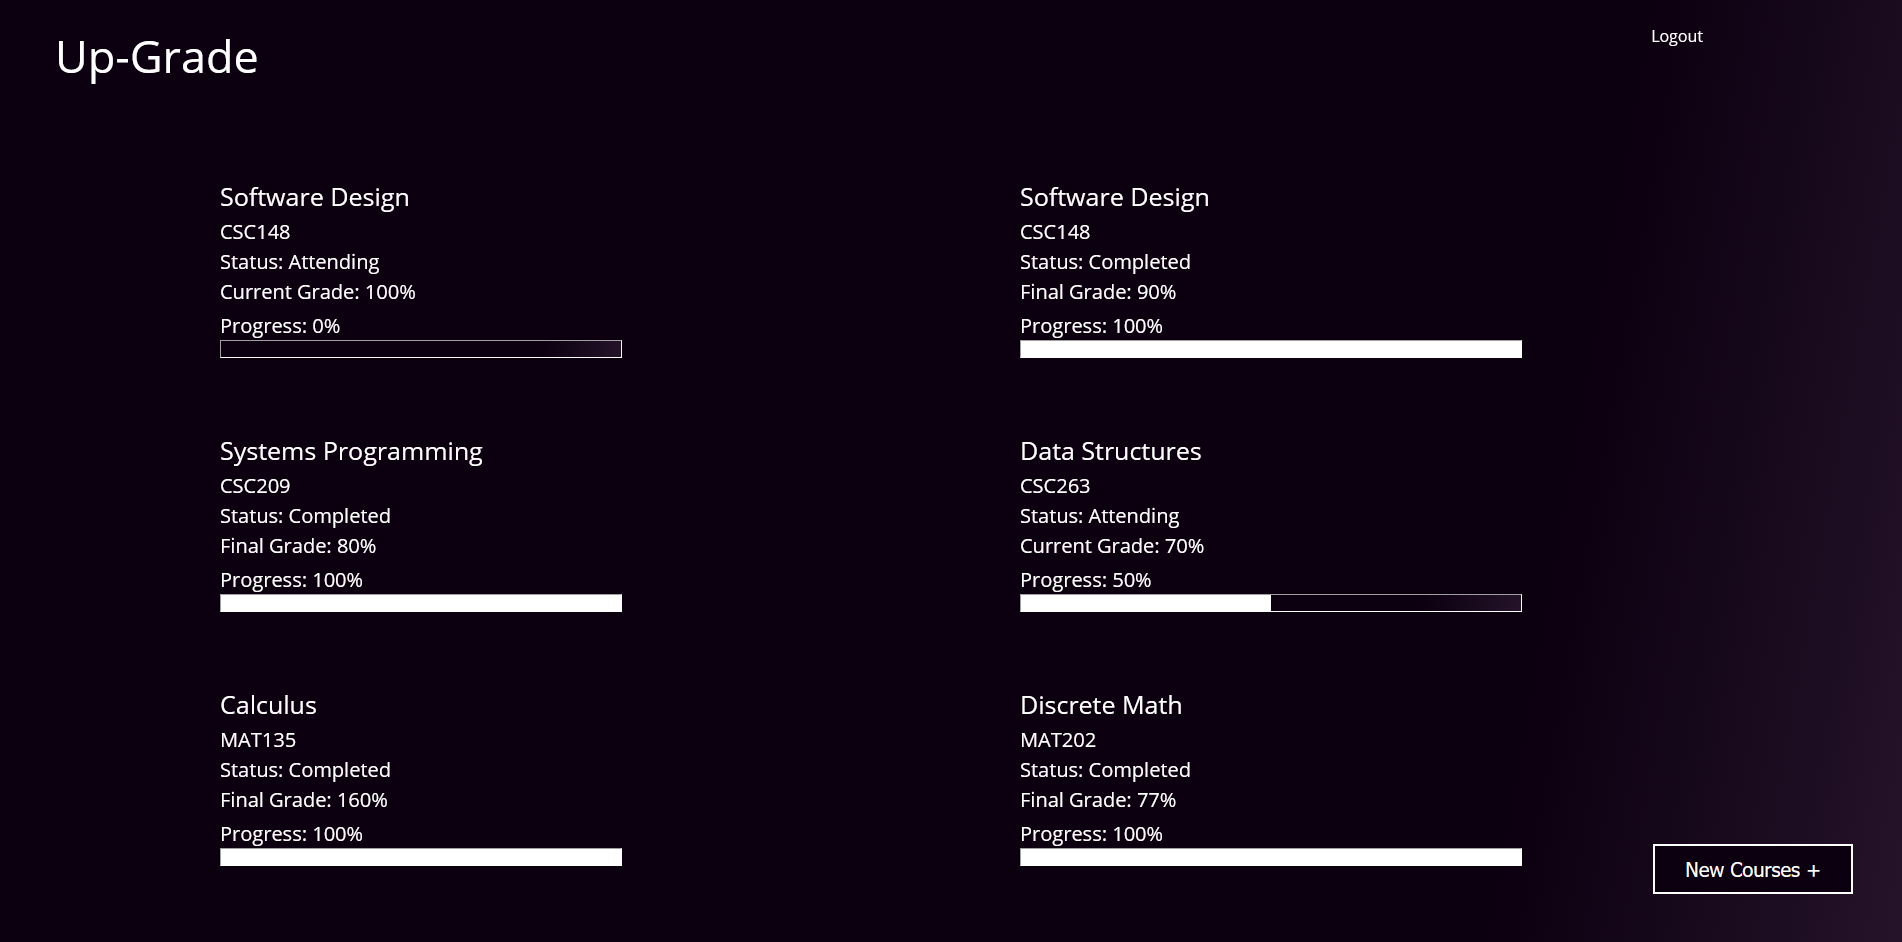 Up-Grade
Logout
Software Design
CSC148
Status: Attending
Current Grade: 100%
Progress: 0%
Software Design
CSC148
Status: Completed
Final Grade: 90%
Progress: 100%
Systems Programming
CSC209
Status: Completed
Final Grade: 80%
Progress: 100%
Data Structures
CSC263
Status: Attending
Current Grade: 70%
Progress: 50%
Calculus
MAT135
Status: Completed
Final Grade: 160%
Progress: 100%
Discrete Math
MAT202
Status: Completed
Final Grade: 77%
Progress: 100%
New Courses +